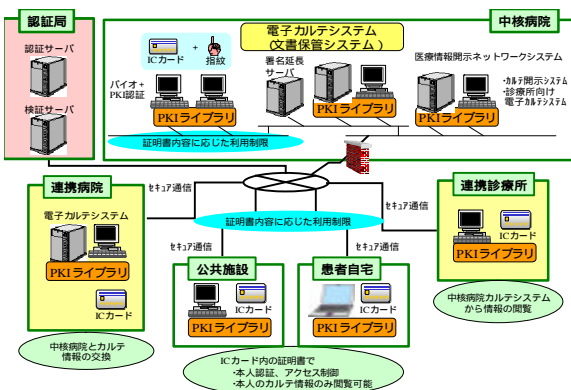 認証局
認証サーバ
検証サーバ
中核病院
電子カルテシステム
(文書保管システム)
ICカード
+
指紋
バイオ+
PKI認証
PKIライブラリ
署名延長
サーバ
PKIライブラリ
医療情報開示ネットワークシステム
・カルテ開示システム
・診療所向け
電子カルテシステム
PKIライブラリ
証明書内容に応じた利用制限
連携病院
電子カルテシステム
PKIライブラリ
ICカード
中核病院とカルテ
情報の交換
セキュア通信
セキュア通信
証明書内容に応じた利用制限
セキュア通信
セキュア通信
公共施設
ICカード
PKIライブラリ
患者自宅
ICカード
PKIライブラリ
ICカード内の証明書で
・本人認証、アクセス制御
・本人のカルテ情報のみ閲覧可能
連携診療所
ICカード
PKIライブラリ
中核病院カルテシステム
から情報の閲覧